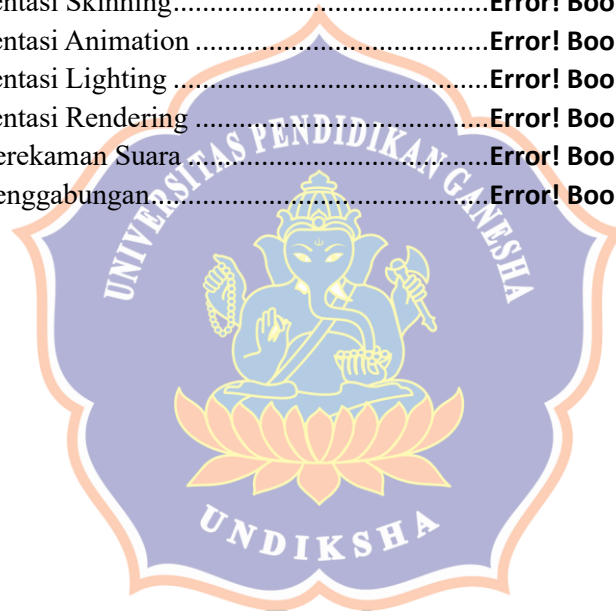 entasi Skinning..............................................Error! Boo
entasi Animation ..........................................Error! Boo
entasi Lighting ..............................................Error! Boo
entasi Rendering ...........................................Error! Boo
erekaman Suara ............................................Error! Boo
enggabungan.................................................Error! Boo
UNIVERSITAS PENDIDIKAN GANESHA
UNDIKSHA